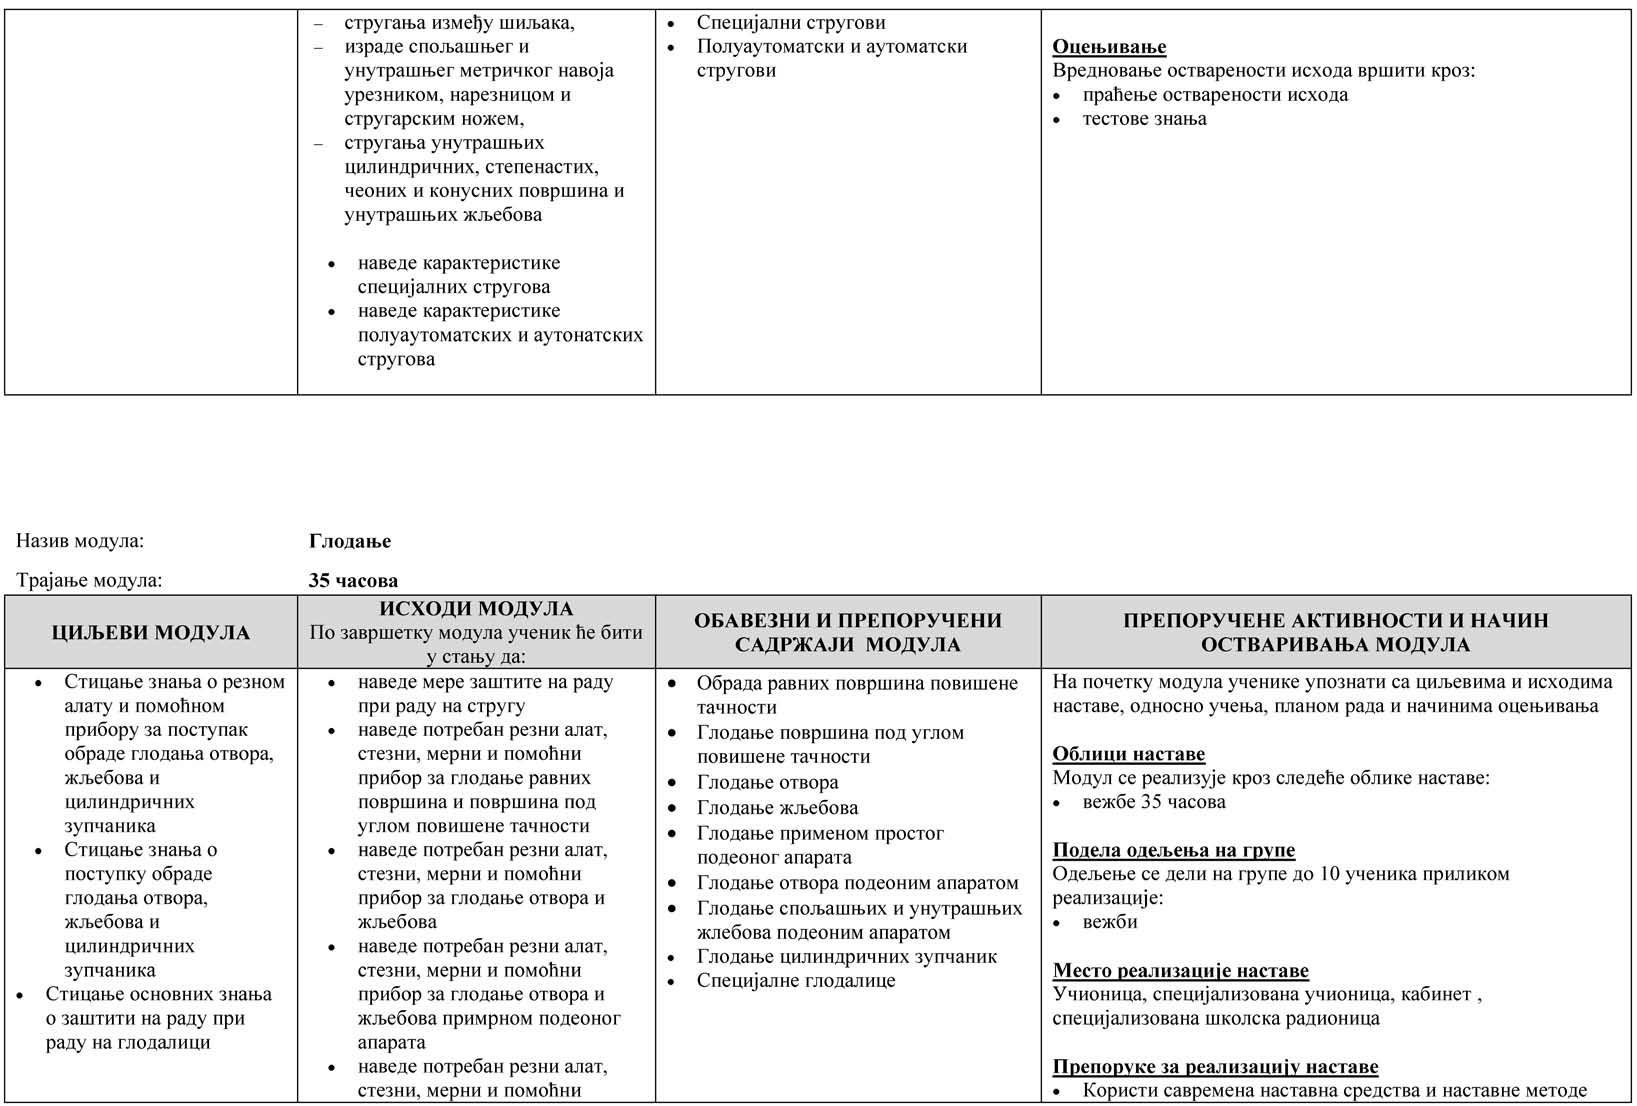 – стругања између шиљака,
– израде спољашњег и
унутрашњег метричког навоја
урезником, нарезницом и
стругарским ножем,
– стругања унутрашњих
цилиндричних, степенастих,
чеоних и конусних површина и
унутрашњих жљебова
• наведе карактеристике
специјалних стругова
• наведе карактеристике
полуаутоматских и аутонатских
стругова
• Специјални стругови
• Полуаутоматски и аутоматски
стругови
Оцењивање
Вредновање остварености исхода вршити кроз:
• праћење остварености исхода
• тестове знања
Назив модула: Глодање
Трајање модула: 35 часова
ЦИЉЕВИ МОДУЛА
ИСХОДИ МОДУЛА
По завршетку модула ученик ће бити
у стању да:
ОБАВЕЗНИ И ПРЕПОРУЧЕНИ
САДРЖАЈИ МОДУЛА
ПРЕПОРУЧЕНЕ АКТИВНОСТИ И НАЧИН
ОСТВАРИВАЊА МОДУЛА
• Стицање знања о резном
алату и помоћном
прибору за поступак
обраде глодања отвора,
жљебова и
цилиндричних
зупчаника
• Стицање знања о
поступку обраде
глодања отвора,
жљебова и
цилиндричних
зупчаника
• Стицање основних знања
о заштити на раду при
раду на глодалици
• наведе мере заштите на раду
при раду на стругу
• наведе потребан резни алат,
стезни, мерни и помоћни
прибор за глодање равних
површина и површина под
углом повишене тачности
• наведе потребан резни алат,
стезни, мерни и помоћни
прибор за глодање отвора и
жљебова
• наведе потребан резни алат,
стезни, мерни и помоћни
прибор за глодање отвора и
жљебова примрном подеоног
апарата
• наведе потребан резни алат,
стезни, мерни и помоћни
• Обрада равних површина повишене
тачности
• Глодање површина под углом
повишене тачности
• Глодање отвора
• Глодање жљебова
• Глодање применом простог
подеоног апарата
• Глодање отвора подеоним апаратом
• Глодање спољашњих и унутрашњих
жлебова подеоним апаратом
• Глодање цилиндричних зупчаник
• Специјалне глодалице
На почетку модула ученике упознати са циљевима и исходима
наставе, односно учења, планом рада и начинима оцењивања
Облици наставе
Модул се реализује кроз следеће облике наставе:
• вежбе 35 часова
Подела одељења на групе
Одељење се дели на групе до 10 ученика приликом
реализације:
• вежби
Место реализације наставе
Учионица, специјализована учионица, кабинет ,
специјализована школска радионица
Препоруке за реализацију наставе
• Користи савремена наставна средства и наставне методе